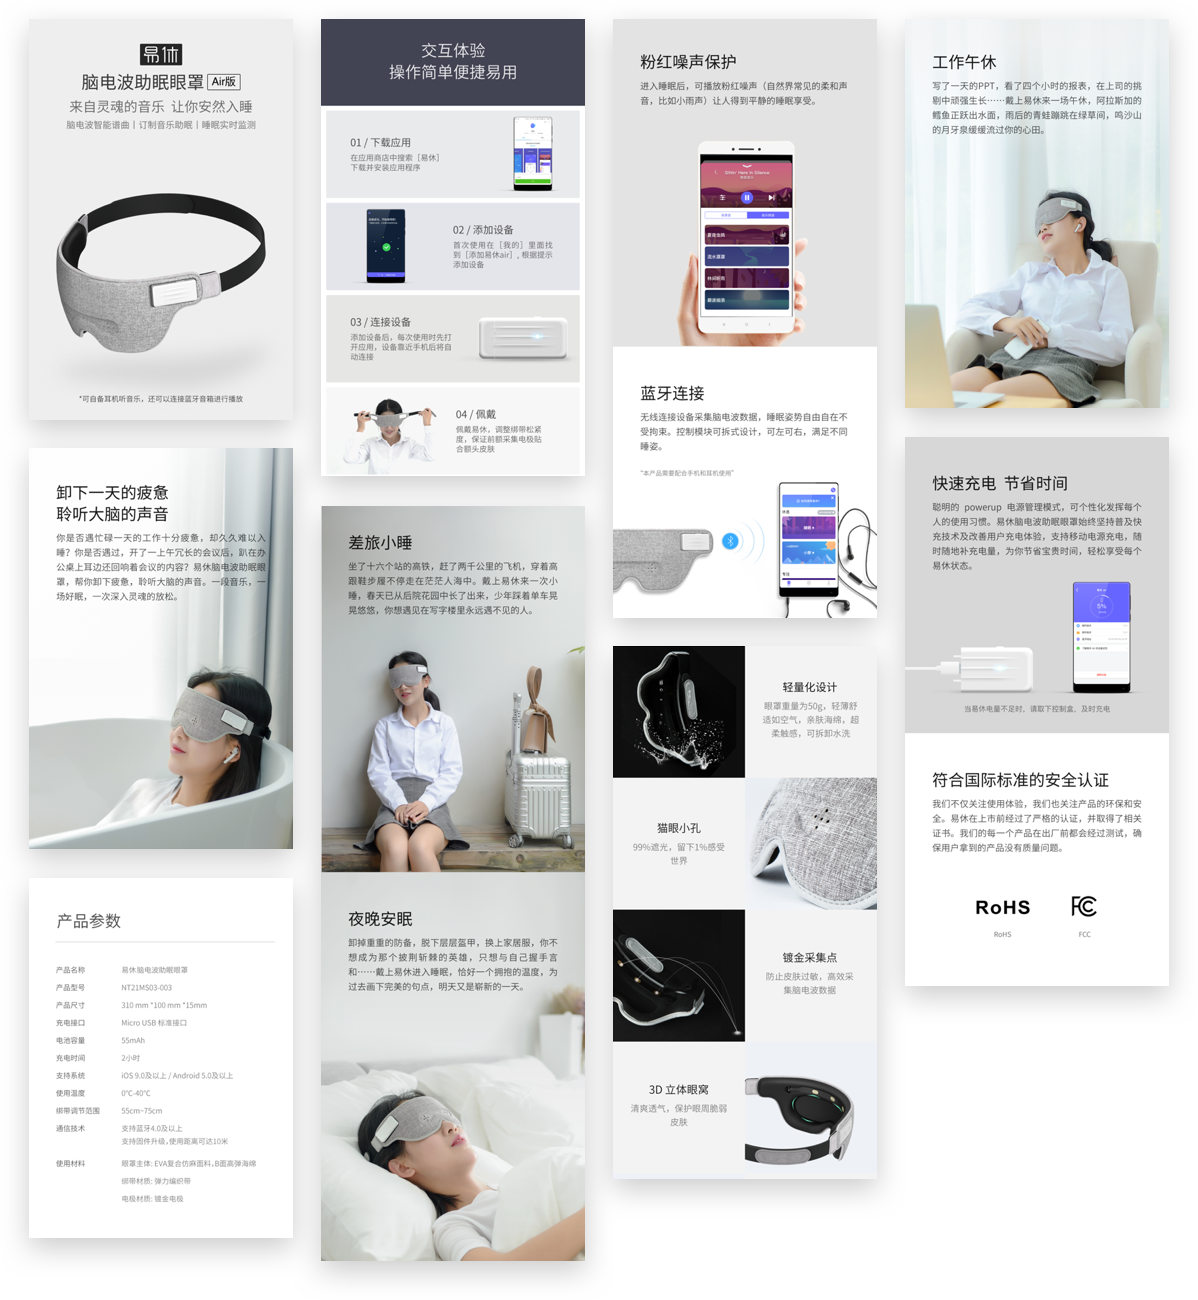 易休
脑电波助眠眼罩 Air版
来自灵魂的音乐 让你安然入睡
脑电波智能谱曲丨订制音乐助眠丨睡眠实时监测
*可自备耳机听音乐，还可以连接蓝牙音箱进行播放
卸下一天的疲惫
聆听大脑的声音
你是否遇忙碌一天的工作十分疲惫，却久久难以入
睡？你是否遇过，开了一上午冗长的会议后，趴在办
公桌上耳边还回响着会议的内容？易休脑电波助眠眼
罩，帮你卸下疲惫，聆听大脑的声音。一段音乐，一
场好眠，一次深入灵魂的放松。
产品参数
产品名称 易休脑电波助眠眼罩
产品型号 NT21MS03-003
产品尺寸 310 mm *100 mm *15mm
充电接口 Micro USB 标准接口
电池容量 55mAh
充电时间 2小时
支持系统 iOS 9.0及以上 / Android 5.0及以上
使用温度 0℃-40℃
绑带调节范围 55cm~75cm
通信技术 支持蓝牙4.0及以上
支持固件升级，使用距离可达10米
使用材料 眼罩主体: EVA复合仿麻面料，B面高弹海绵
绑带材质: 弹力编织带
电极材质: 镀金电极
交互体验
操作简单便捷易用
01 / 下载应用
在应用商店中搜索［易休］
下载并安装应用程序
02 / 添加设备
首次使用在［我的］里面找
到［添加易休air］, 根据提示
添加设备
03 / 连接设备
添加设备后，每次使用时先打
开应用，设备靠近手机后将自
动连接
04 / 佩戴
佩戴易休，调整绑带松紧
度，保证前额采集电极贴
合额头皮肤
差旅小睡
坐了十六个站的高铁，赶了两千公里的飞机，穿着高
跟鞋步履不停走在茫茫人海中。戴上易休来一次小
睡，春天已从后院花园中长了出来，少年踩着单车晃
晃悠悠，你想遇见在写字楼里永远遇不见的人。
夜晚安眠
卸掉重重的防备，脱下层层盔甲，换上家居服，你不
想成为那个披荆斩棘的英雄，只想与自己握手言
和……戴上易休进入睡眠，恰好一个拥抱的温度，为
过去画下完美的句点，明天又是崭新的一天。
粉红噪声保护
进入睡眠后，可播放粉红噪声（自然界常见的柔和声
音，比如小雨声）让人得到平静的睡眠享受。
Sittin' Here in Silence
蓝牙连接
无线连接设备采集脑电波数据，睡眠姿势自由自在不
受拘束。控制模块可拆式设计，可左可右，满足不同
睡姿。
"本产品需要配合手机和耳机使用"
轻量化设计
眼罩重量为50g，轻薄舒
适如空气，亲肤海绵，超
柔触感，可拆卸水洗
猫眼小孔
99%遮光，留下1%感受
世界
镀金采集点
防止皮肤过敏，高效采
集脑电波数据
3D 立体眼窝
清爽透气，保护眼周脆弱
皮肤
工作午休
写了一天的PPT，看了四个小时的报表，在上司的挑
剔中顽强生长……戴上易休来一场午休，阿拉斯加的
鳕鱼正跃出水面，雨后的青蛙蹦跳在绿草间，鸣沙山
的月牙泉缓缓流过你的心田。
快速充电 节省时间
聪明的 powerup 电源管理模式，可个性化发挥每个
人的使用习惯。易休脑电波助眠眼罩始终坚持普及快
充技术及改善用户充电体验，支持移动电源充电，随
时随地补充电量，为你节省宝贵时间，轻松享受每个
易休状态。
5%
当易休电量不足时，请取下控制盒，及时充电
符合国际标准的安全认证
我们不仅关注使用体验，我们也关注产品的环保和安
全。易休在上市前经过了严格的认证，并取得了相关
证书。我们的每一个产品在出厂前都会经过测试，确
保用户拿到的产品没有质量问题。
RoHS FC
RoHS FCC